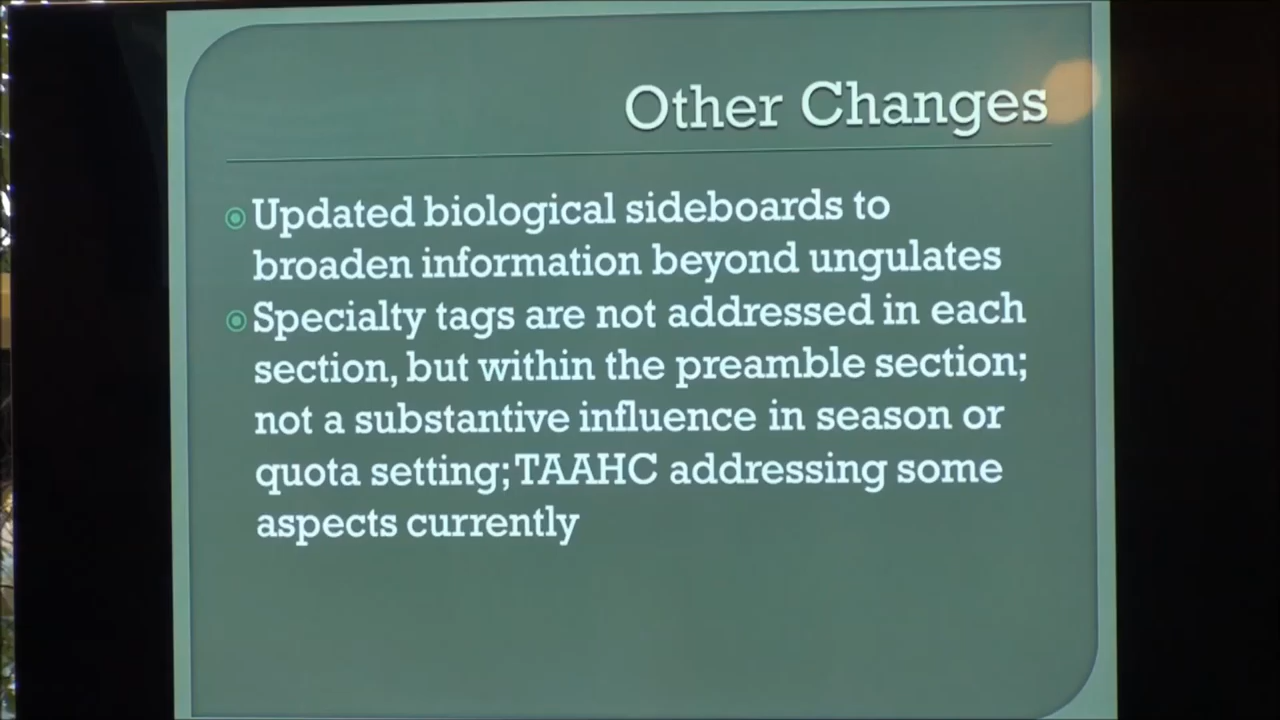 Other Changes
Updated biological sideboards to
broaden information beyond ungulates
Specialty tags are not addressed in each
section, but within the preamble section;
not a substantive influence in season or
quota setting; TAAHC addressing some
aspects currently